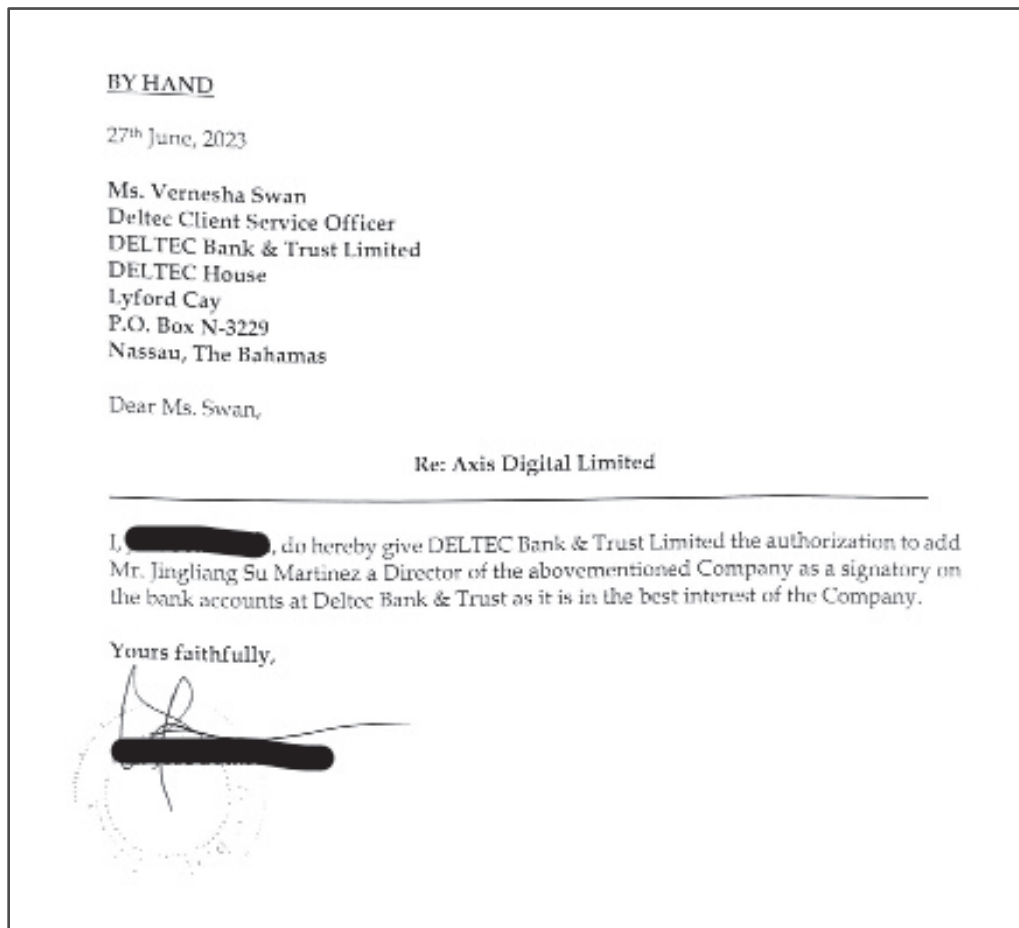 BY HAND
27th June, 2023
Ms. Vernesha Swan
Deltec Client Service Officer
DELTEC Bank & Trust Limited
DELTEC House
Lyford Cay
P.O. Box N-3229
Nassau, The Bahamas
Dear Ms. Swan,
Re: Axis Digital Limited
I, , do hereby give DELTEC Bank & Trust Limited the authorization to add
Mr. Jingliang Su Martinez a Director of the abovementioned Company as a signatory on
the bank accounts at Deltec Bank & Trust as it is in the best interest of the Company.
Yours faithfully,